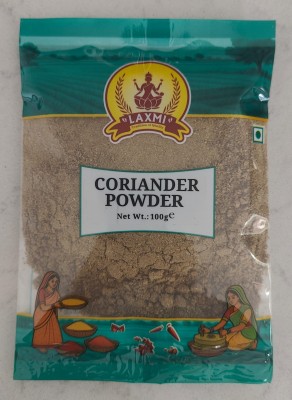 LAXMI
CORIANDER
POWDER
Net Wt.: 100g℮